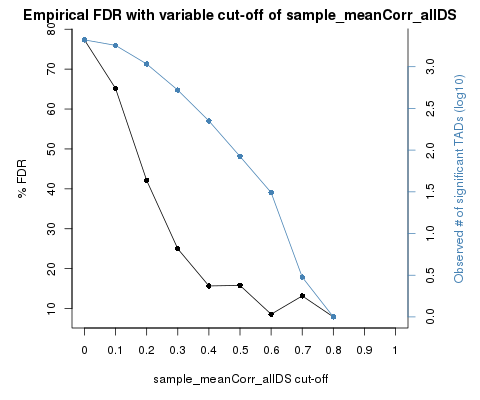 Empirical FDR with variable cut-off of sample_meanCorr_allDS
% FDR
10 20 30 40 50 60 70 80
0 0.1 0.2 0.3 0.4 0.5 0.6 0.7 0.8 0.9 1
sample_meanCorr_allDS cut-off
0.0 0.5 1.0 1.5 2.0 2.5 3.0
Observed # of significant TADs (log10)